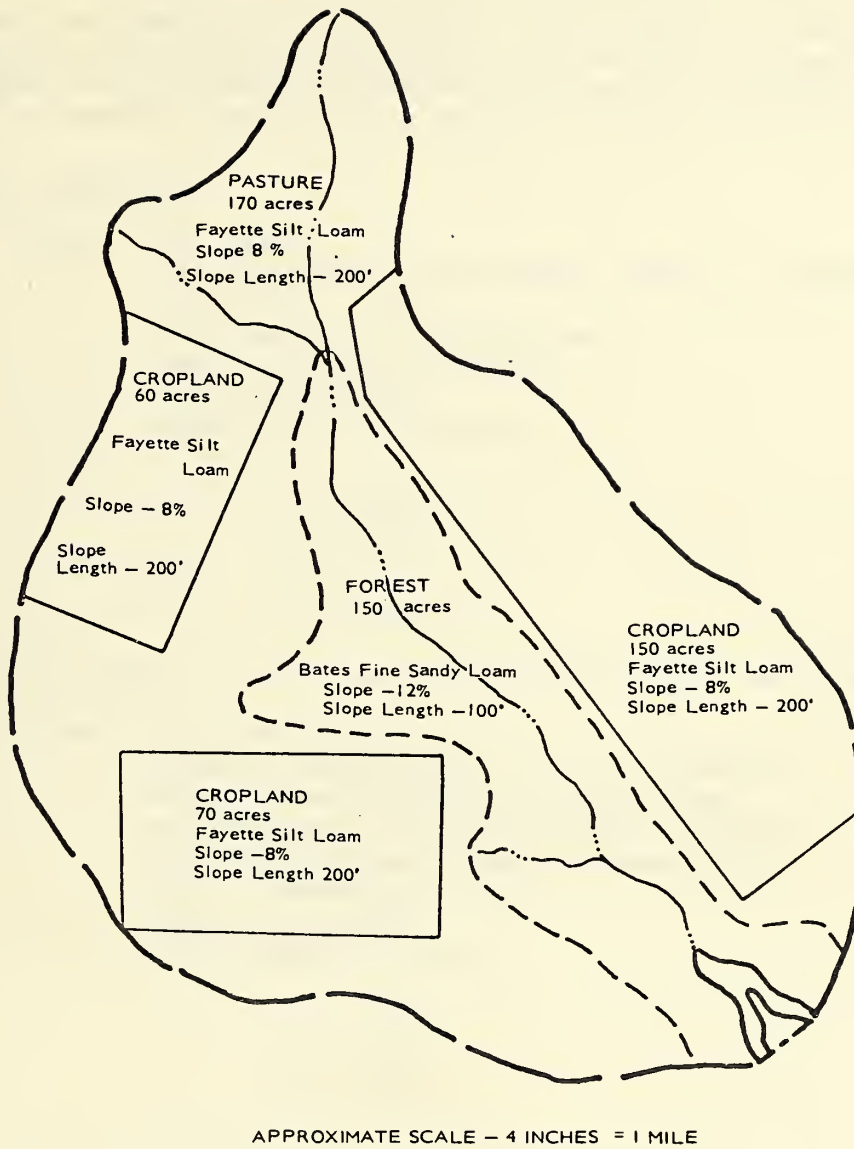 PASTURE
170 acres
Fayette Silt Loam
Slope 8 %
Slope Length – 200'
CROPLAND
60 acres
Fayette Silt
Loam
Slope – 8%
Slope
Length – 200'
FOREST
150 acres
Bates Fine Sandy Loam
Slope –12%
Slope Length –100'
CROPLAND
150 acres
Fayette Silt Loam
Slope – 8%
Slope Length – 200'
CROPLAND
70 acres
Fayette Silt Loam
Slope –8%
Slope Length 200'
APPROXIMATE SCALE – 4 INCHES = 1 MILE